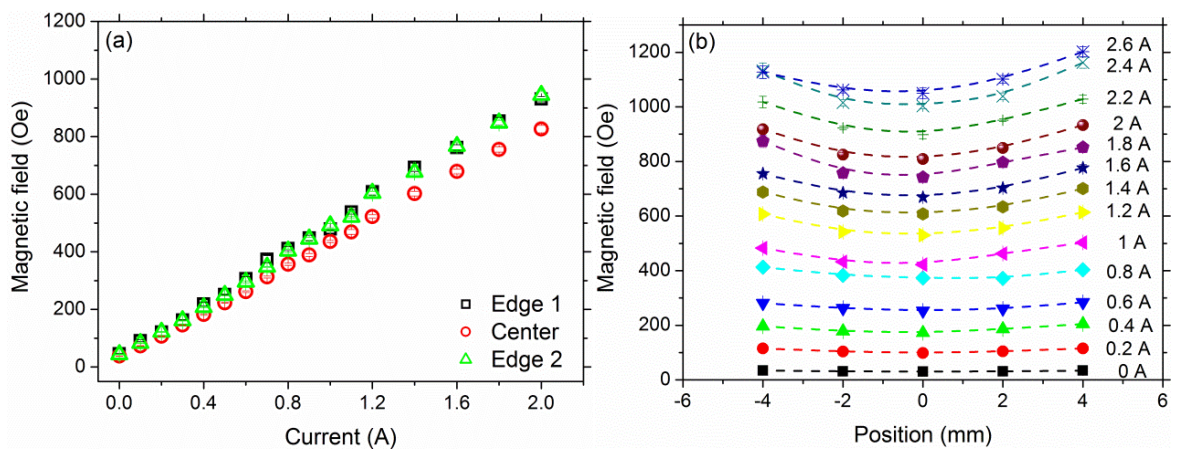 (a)
1200
1000
800
600
400
200
0
Magnetic field (Oe)
0.0 0.4 0.8 1.2 1.6 2.0
Current (A)
Edge 1
Center
Edge 2
(b)
1200
1000
800
600
400
200
0
Magnetic field (Oe)
-6 -4 -2 0 2 4 6
Position (mm)
2.6 A
2.4 A
2.2 A
2 A
1.8 A
1.6 A
1.4 A
1.2 A
1 A
0.8 A
0.6 A
0.4 A
0.2 A
0 A